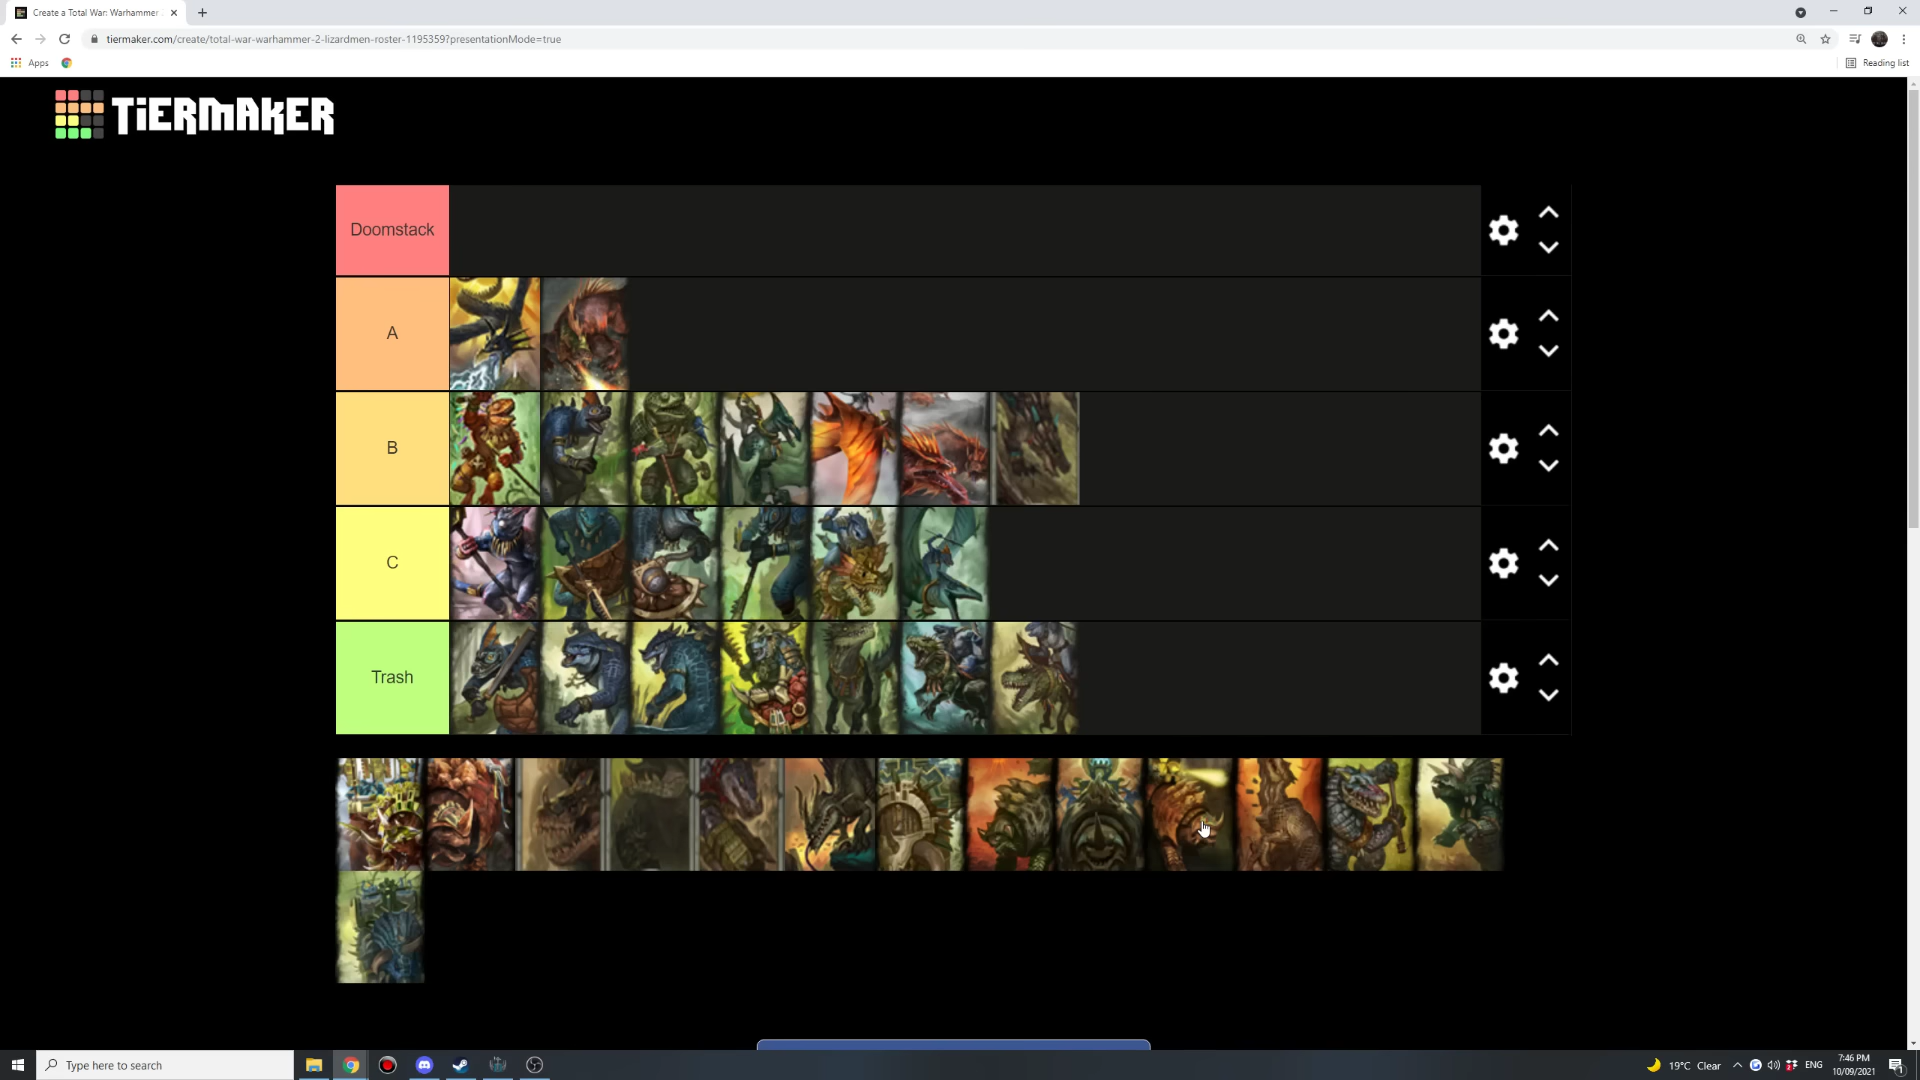 Create a Total War: Warhammer
tiermaker.com/create/total-war-warhammer-2-lizardmen-roster-1195359?presentationMode=true
Apps
Reading list
TiERMAKER
Doomstack
A
B
C
Trash
Type here to search
19°C Clear
ENG
7:46 PM
10/09/2021